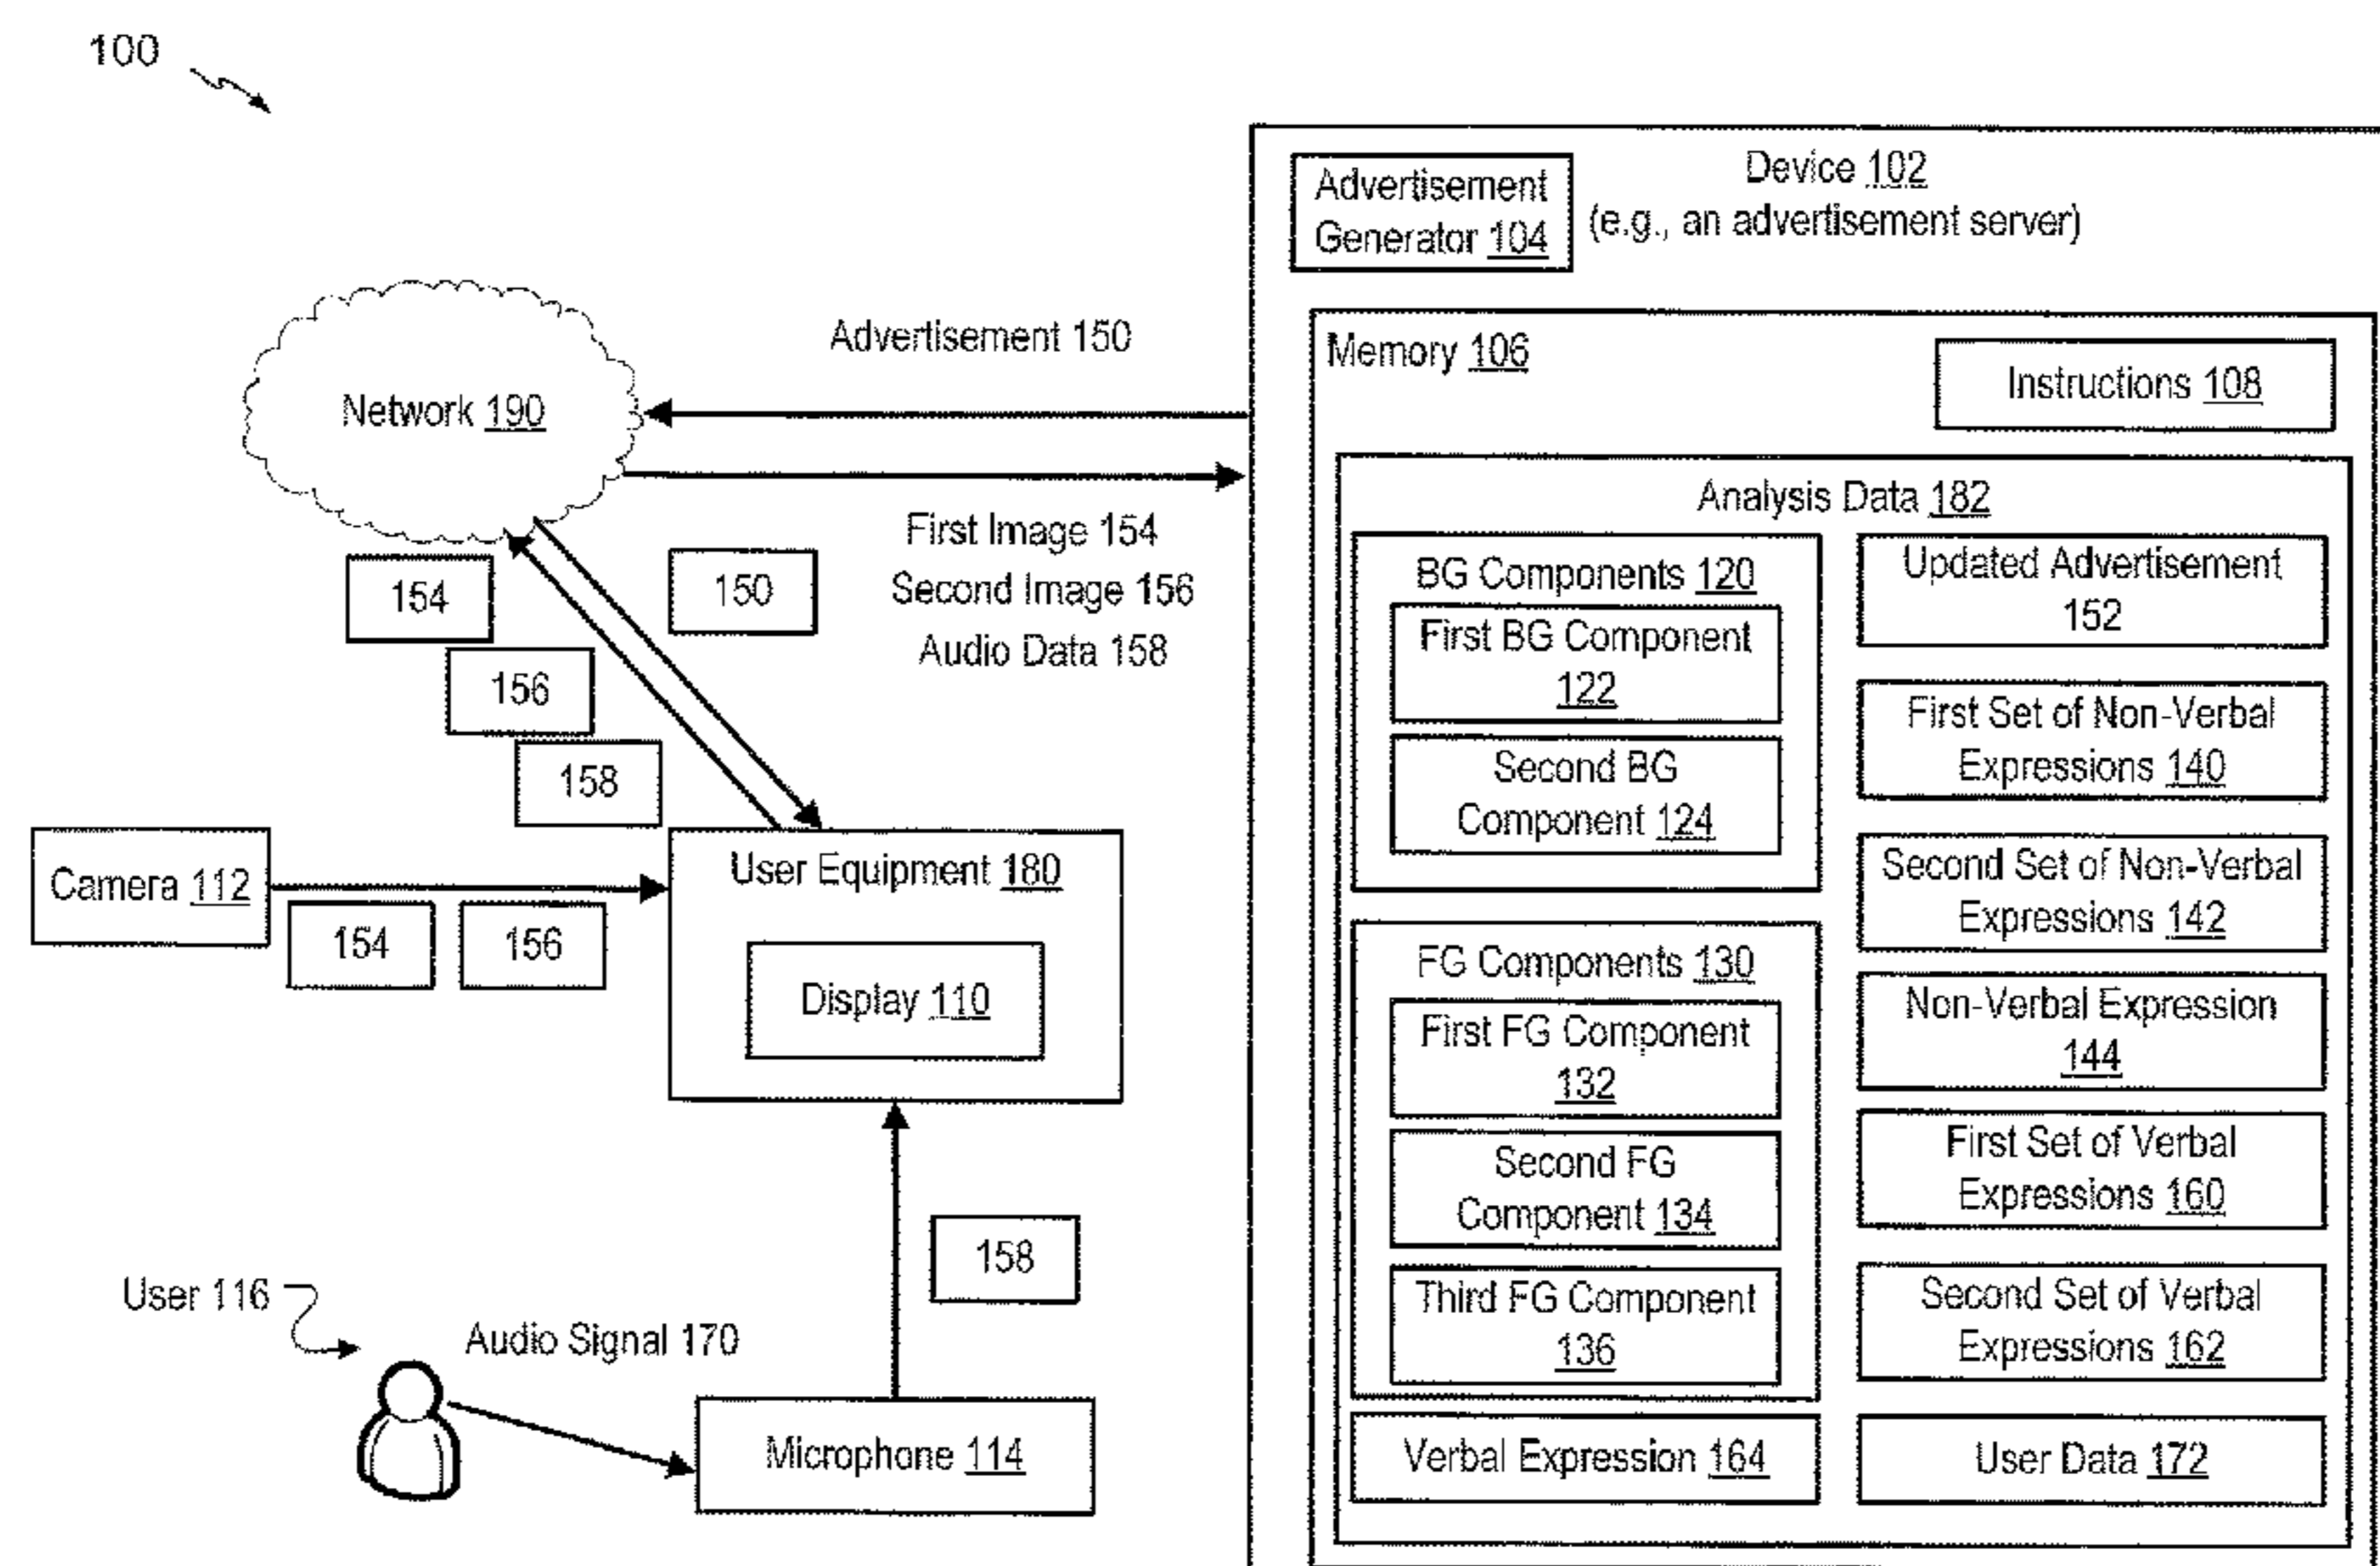 100
Device 102
(e.g., an advertisement server)
Advertisement
Generator 104
Memory 106
Instructions 108
Advertisement 150
Network 190
First Image 154
Second Image 156
Audio Data 158
150
154
156
158
Camera 112
154
156
User Equipment 180
Display 110
158
User 116
Audio Signal 170
Microphone 114
Analysis Data 182
BG Components 120
First BG Component
122
Second BG
Component 124
FG Components 130
First FG Component
132
Second FG
Component 134
Third FG Component
136
Verbal Expression 164
Updated Advertisement
152
First Set of Non-Verbal
Expressions 140
Second Set of Non-Verbal
Expressions 142
Non-Verbal Expression
144
First Set of Verbal
Expressions 160
Second Set of Verbal
Expressions 162
User Data 172